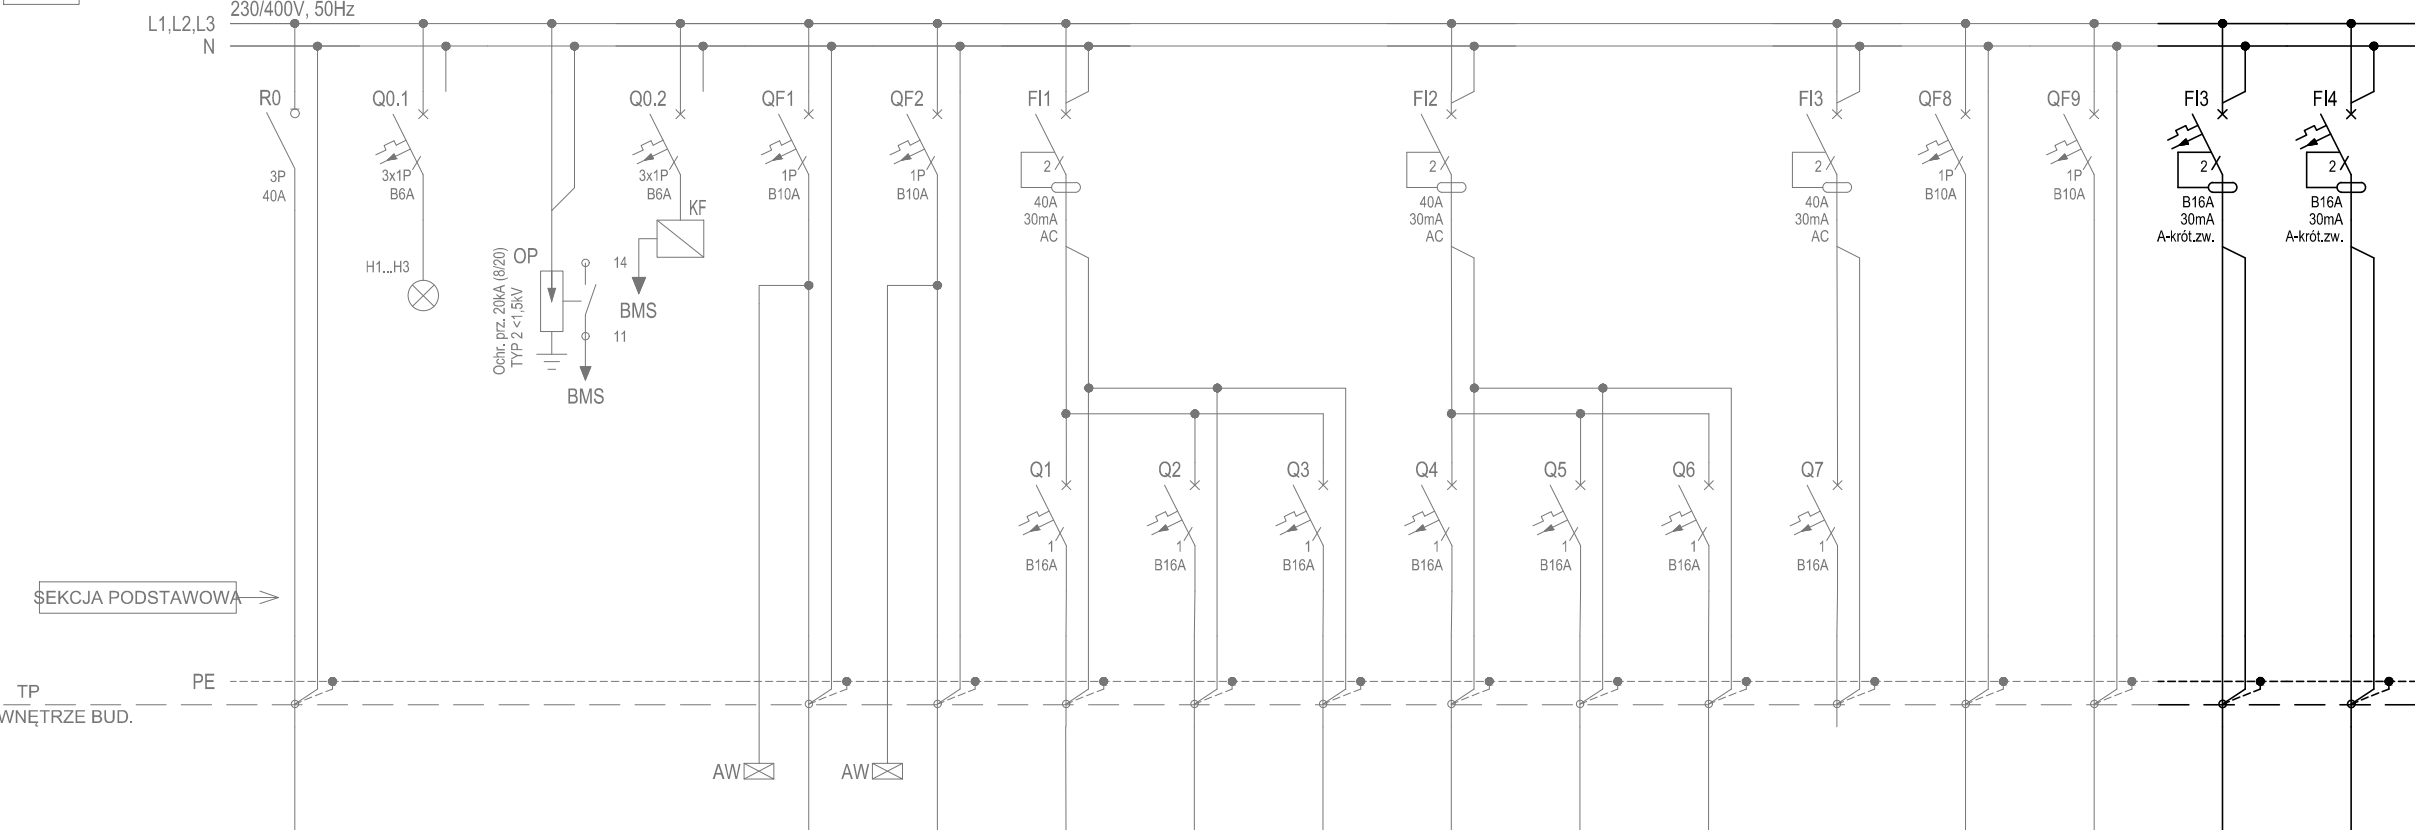 230/400V, 50Hz
L1,L2,L3
N
R0
3P
40A
Q0.1
3x1P
B6A
H1...H3
Ochr. prz. 20kA (8/20)
TYP 2 <1,5kV
OP
14
11
BMS
Q0.2
3x1P
B6A
KF
BMS
QF1
1P
B10A
QF2
1P
B10A
FI1
2
40A
30mA
AC
FI2
2
40A
30mA
AC
FI3
2
40A
30mA
AC
QF8
1P
B10A
QF9
1P
B10A
FI3
2
B16A
30mA
A-krót.zw.
FI4
2
B16A
30mA
A-krót.zw.
Q1
1
B16A
Q2
1
B16A
Q3
1
B16A
Q4
1
B16A
Q5
1
B16A
Q6
1
B16A
Q7
1
B16A
SEKCJA PODSTAWOWA
PE
TP
WNĘTRZE BUD.
AW
AW